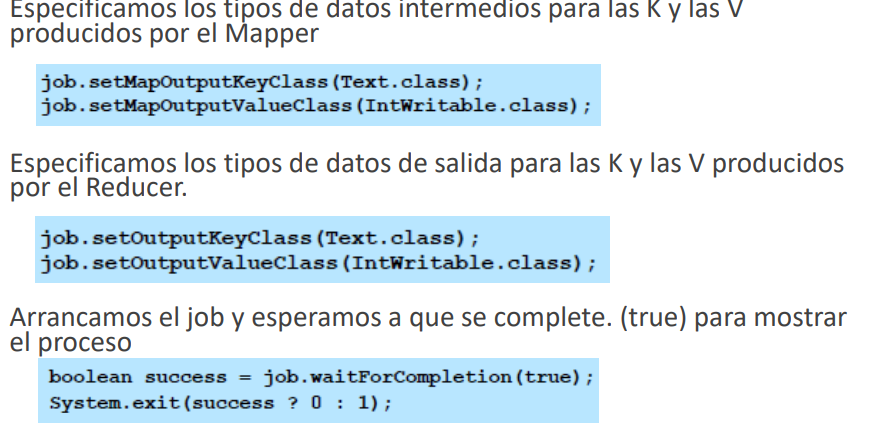 Especificamos los tipos de datos intermedios para las K y las V
producidos por el Mapper
job.setMapOutputKeyClass(Text.class);
job.setMapOutputValueClass(IntWritable.class);
Especificamos los tipos de datos de salida para las K y las V producidos
por el Reducer.
job.setOutputKeyClass(Text.class);
job.setOutputValueClass(IntWritable.class);
Arrancamos el job y esperamos a que se complete. (true) para mostrar
el proceso
boolean success = job.waitForCompletion(true);
System.exit(success ? 0 : 1);